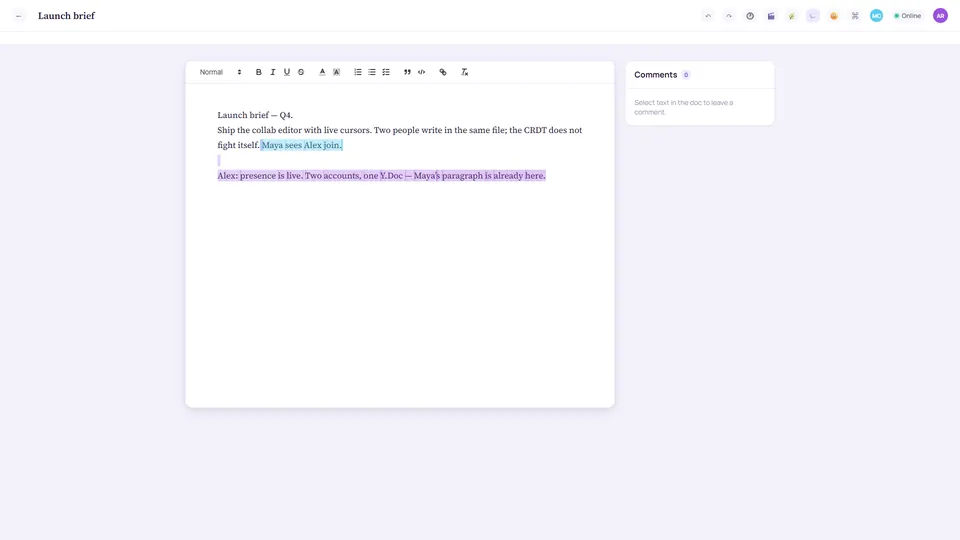 Launch brief
MC
Online
AR
Normal
Launch brief — Q4.
Ship the collab editor with live cursors. Two people write in the same file; the CRDT does not
fight itself. Maya sees Alex join.
Alex: presence is live. Two accounts, one Y.Doc — Maya's paragraph is already here.
Comments 0
Select text in the doc to leave a
comment.